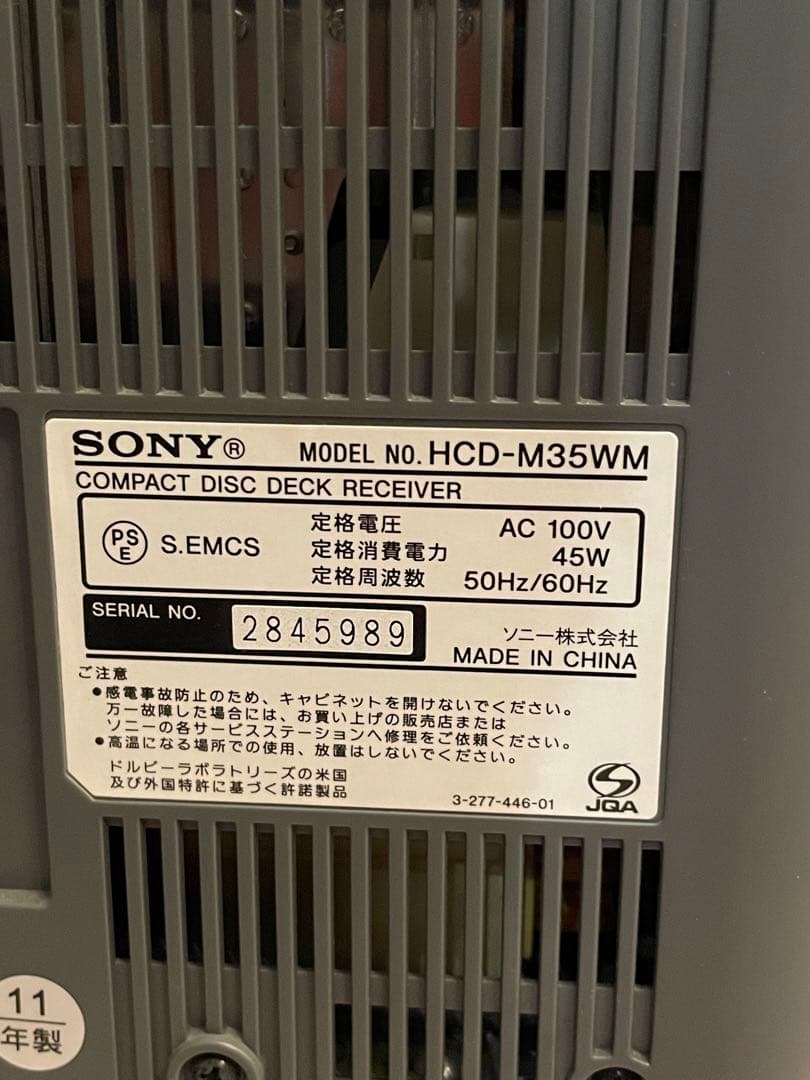 SONY® MODEL NO. HCD-M35WM
COMPACT DISC DECK RECEIVER
PSE S.EMCS
定格電圧 AC 100V
定格消費電力 45W
定格周波数 50Hz/60Hz
SERIAL NO. 2845989
ソニー株式会社
MADE IN CHINA
ご注意
●感電事故防止のため、キャビネットを開けないでください。
万一故障した場合には、お買い上げの販売店または
ソニーの各サービスステーションへ修理をご依頼ください。
●高温になる場所での使用、放置はしないでください。
ドルビーラボラトリーズの米国
及び外国特許に基づく許諾製品
3-277-446-01
JQA
11
年製